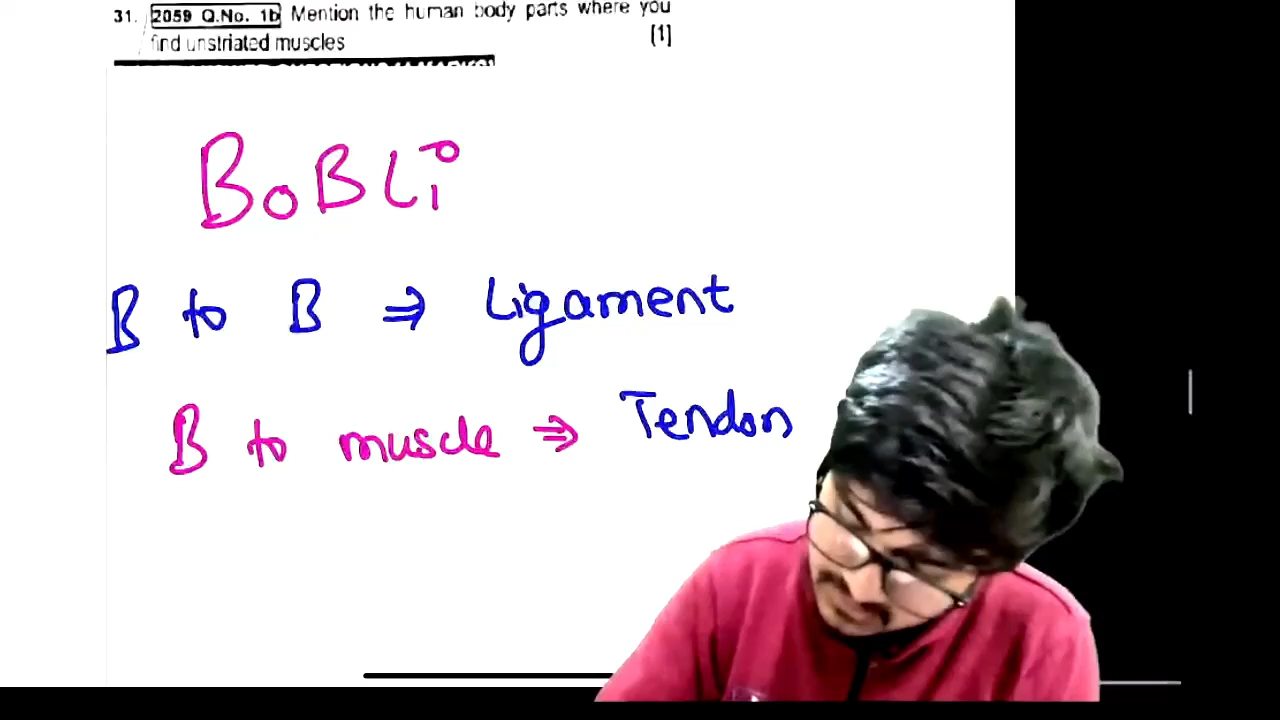 31. 2059 Q.No. 1b Mention the human body parts where you
find unstriated muscles [1]
BoBLi
B to B ⇒ Ligament
B to muscle ⇒ Tendon